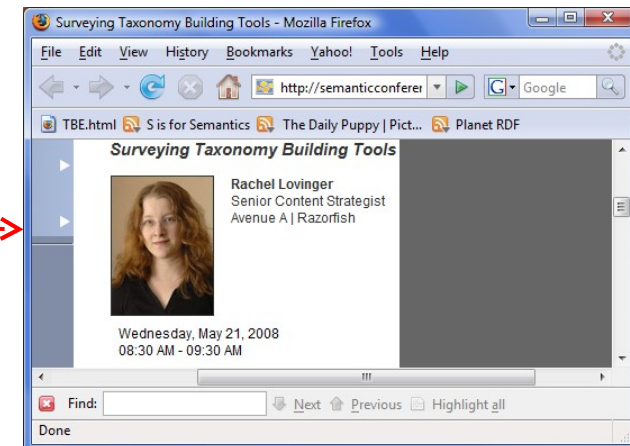 Surveying Taxonomy Building Tools - Mozilla Firefox
File Edit View History Bookmarks Yahoo! Tools Help
http://semanticconferer G Google
TBE.html S is for Semantics The Daily Puppy | Pict... Planet RDF
Surveying Taxonomy Building Tools
Rachel Lovinger
Senior Content Strategist
Avenue A | Razorfish
Wednesday, May 21, 2008
08:30 AM - 09:30 AM
Find: Next Previous Highlight all
Done